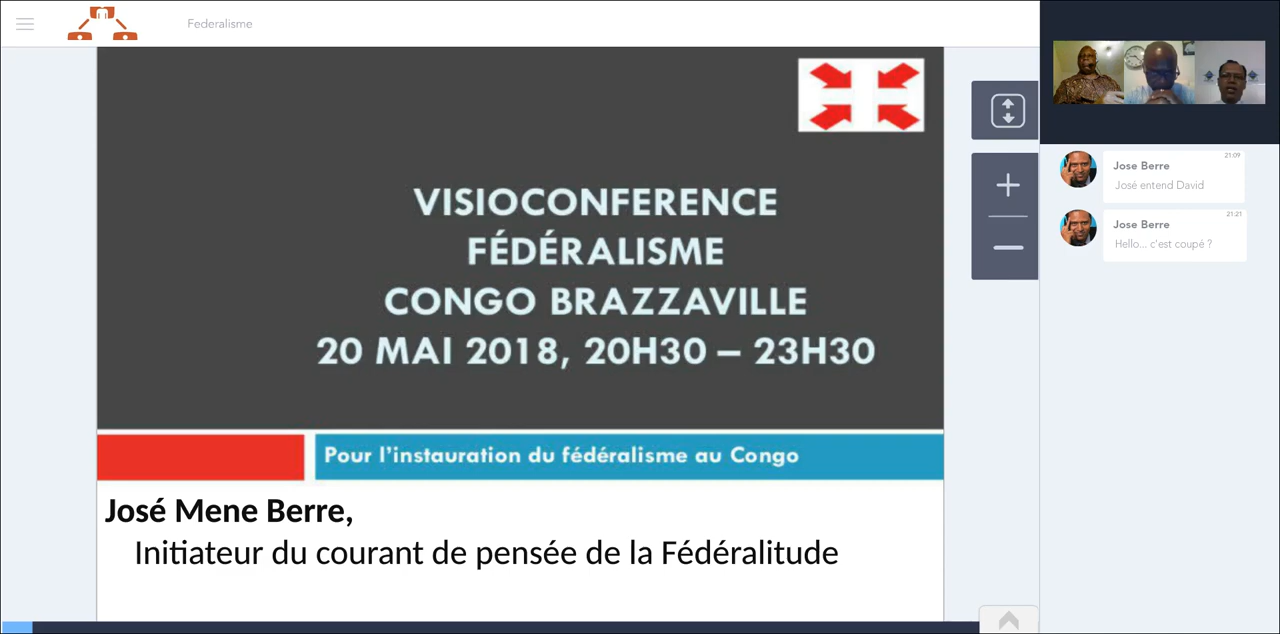 Federalisme
VISIOCONFERENCE
FÉDÉRALISME
CONGO BRAZZAVILLE
20 MAI 2018, 20H30 – 23H30
Pour l'instauration du fédéralisme au Congo
José Mene Berre,
Initiateur du courant de pensée de la Fédéralitude
21:09
Jose Berre
José entend David
21:21
Jose Berre
Hello... c'est coupé ?